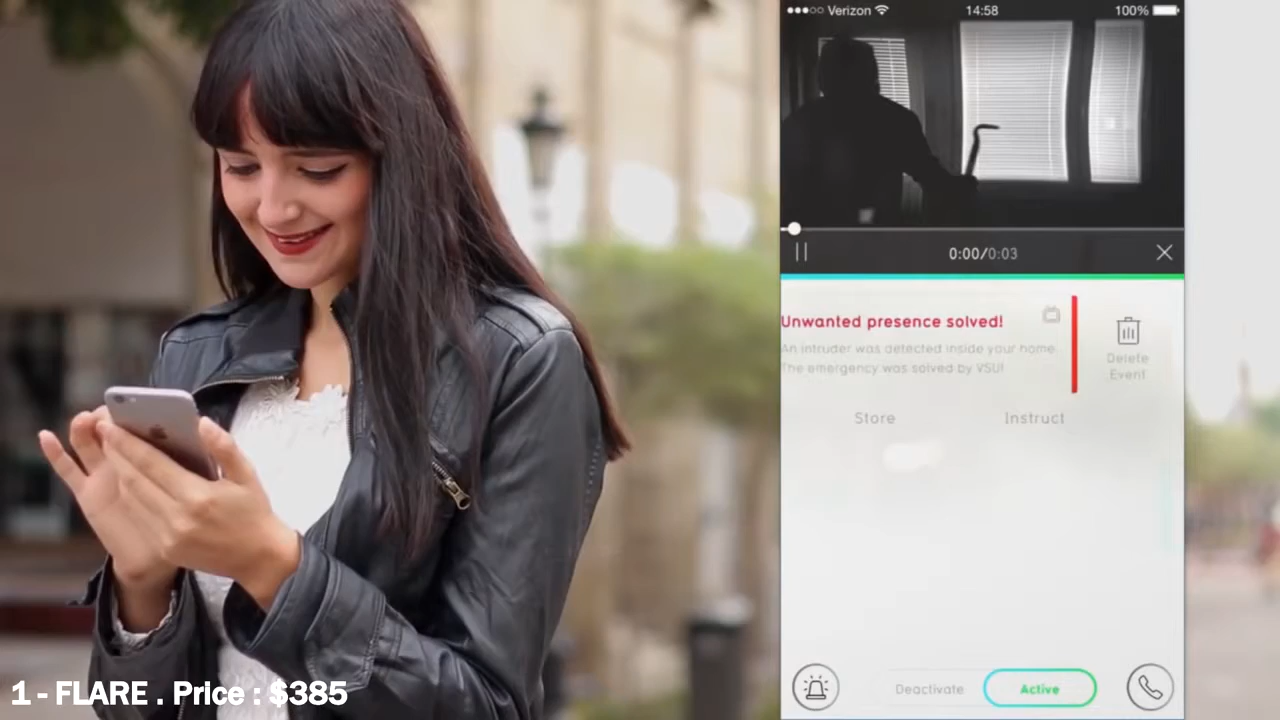 Verizon 14:58 100%
0:00/0:03
Unwanted presence solved!
An intruder was detected inside your home.
The emergency was solved by VSU!
Delete
Event
Store Instruct
Deactivate Active
1 - FLARE . Price : $385